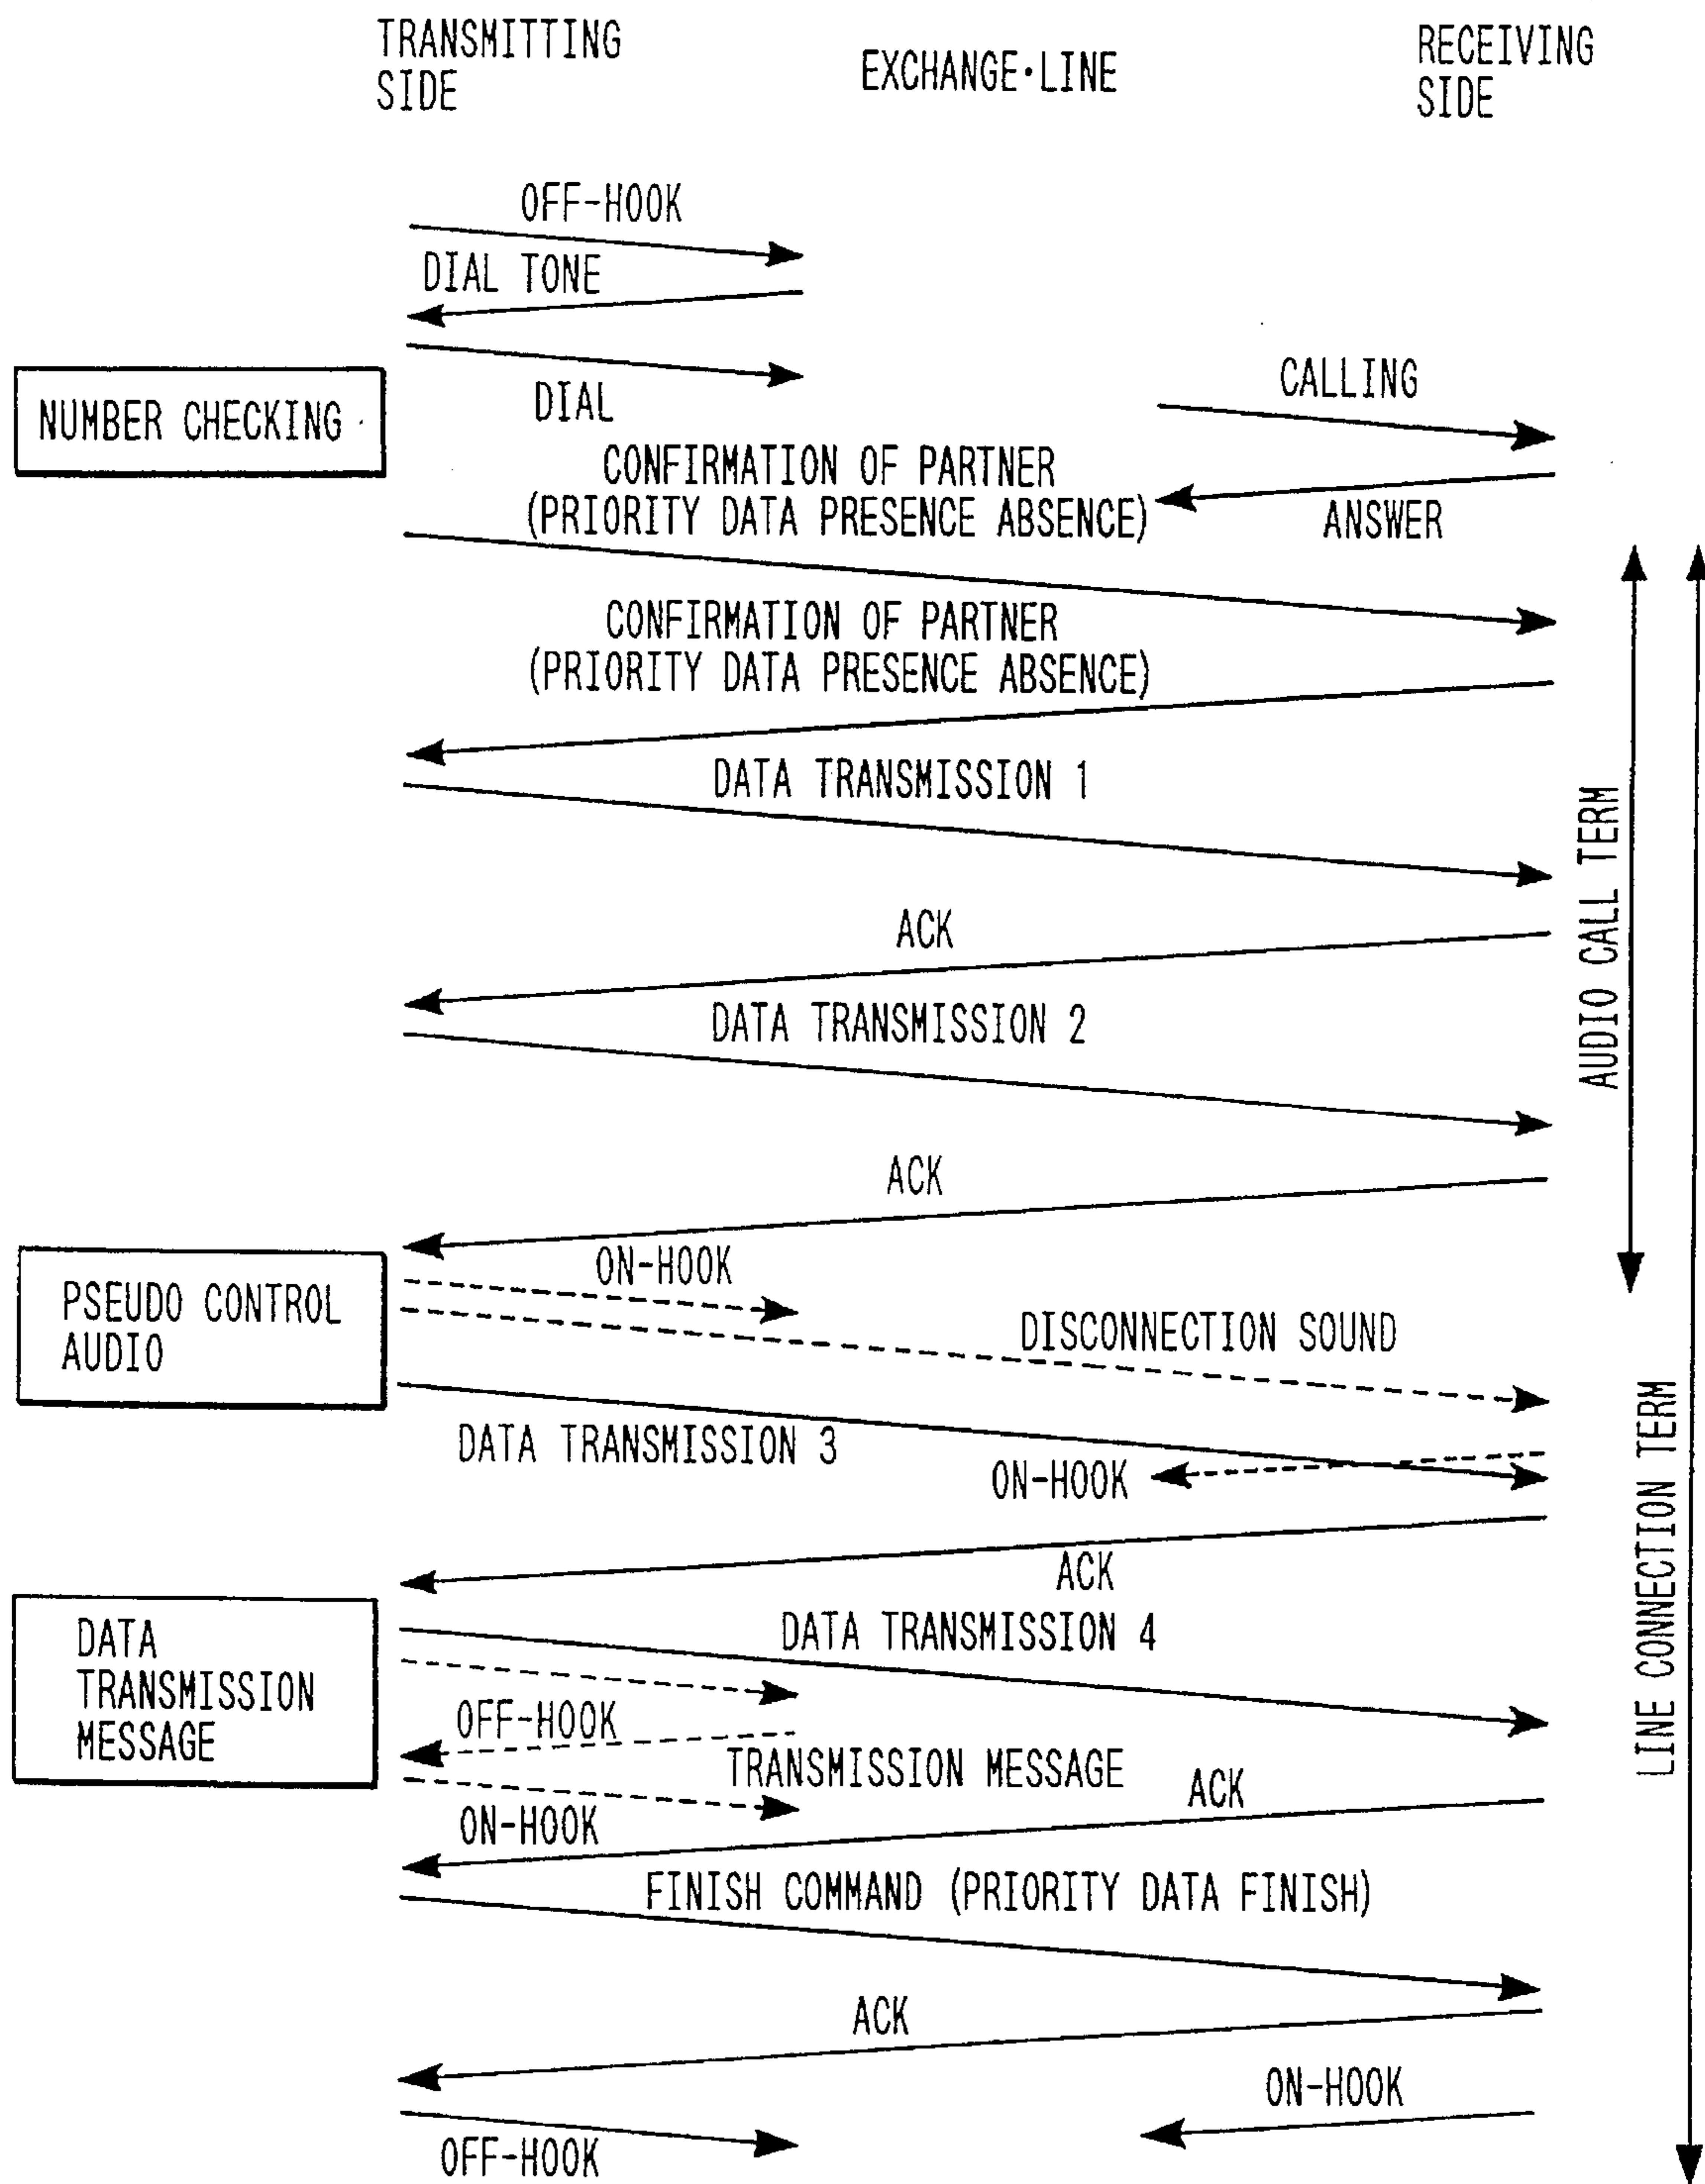 TRANSMITTING
SIDE
EXCHANGE·LINE
RECEIVING
SIDE
OFF-HOOK
DIAL TONE
DIAL
NUMBER CHECKING
CALLING
ANSWER
CONFIRMATION OF PARTNER
(PRIORITY DATA PRESENCE ABSENCE)
CONFIRMATION OF PARTNER
(PRIORITY DATA PRESENCE ABSENCE)
DATA TRANSMISSION 1
ACK
DATA TRANSMISSION 2
ACK
AUDIO CALL TERM
PSEUDO CONTROL
AUDIO
ON-HOOK
DISCONNECTION SOUND
DATA TRANSMISSION 3
ON-HOOK
ACK
LINE CONNECTION TERM
DATA
TRANSMISSION
MESSAGE
DATA TRANSMISSION 4
OFF-HOOK
TRANSMISSION MESSAGE
ACK
ON-HOOK
FINISH COMMAND (PRIORITY DATA FINISH)
ACK
ON-HOOK
OFF-HOOK